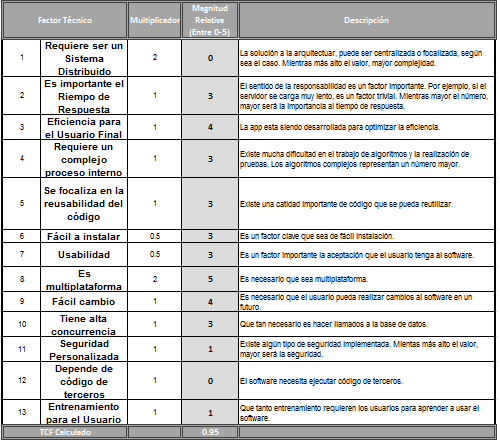 Factor Técnico Multiplicador Magnitud Relativa (Entre 0-5) Descripción
1 Requiere ser un Sistema Distribuido 2 0 La solución a la arquitectuar, puede ser centralizada o focalizada, según
sea el caso. Mientras más alto el valor, mayor complejidad.
2 Es importante el Riempo de Respuesta 1 3 El sentido de la responsabilidad es un factor importante. Por ejemplo, si el
servidor se carga muy lento, es un factor trivial. Mientras mayor el número,
mayor será la importancia al tiempo de respuesta.
3 Eficiencia para el Usuario Final 1 4 La app esta siendo desarrollada para optimizar la eficiencia.
4 Requiere un complejo proceso interno 1 3 Existe mucha dificultad en el trabajo de algoritmos y la realización de
pruebas. Los algoritmos complejos representan un número mayor.
5 Se focaliza en la reusabilidad del código 1 3 Existe una catidad importante de código que se pueda reutilizar.
6 Fácil a instalar 0.5 3 Es un factor clave que sea de fácil instalación.
7 Usabilidad 0.5 3 Es un factor importante la aceptación que el usuario tenga al software.
8 Es multiplataforma 2 5 Es necesario que sea multiplataforma.
9 Fácil cambio 1 4 Es necesario que el usuario pueda realizar cambios al software en un
futuro.
10 Tiene alta concurrencia 1 3 Que tan necesario es hacer llamados a la base de datos.
11 Seguridad Personalizada 1 1 Existe algún tipo de seguridad implementada. Mientas más alto el valor,
mayor será la seguridad.
12 Depende de código de terceros 1 0 El software necesita ejecutar código de terceros.
13 Entrenamiento para el Usuario 1 1 Que tanto entrenamiento requieren los usuarios para aprender a usar el
software.
TCF Calculado 0.95